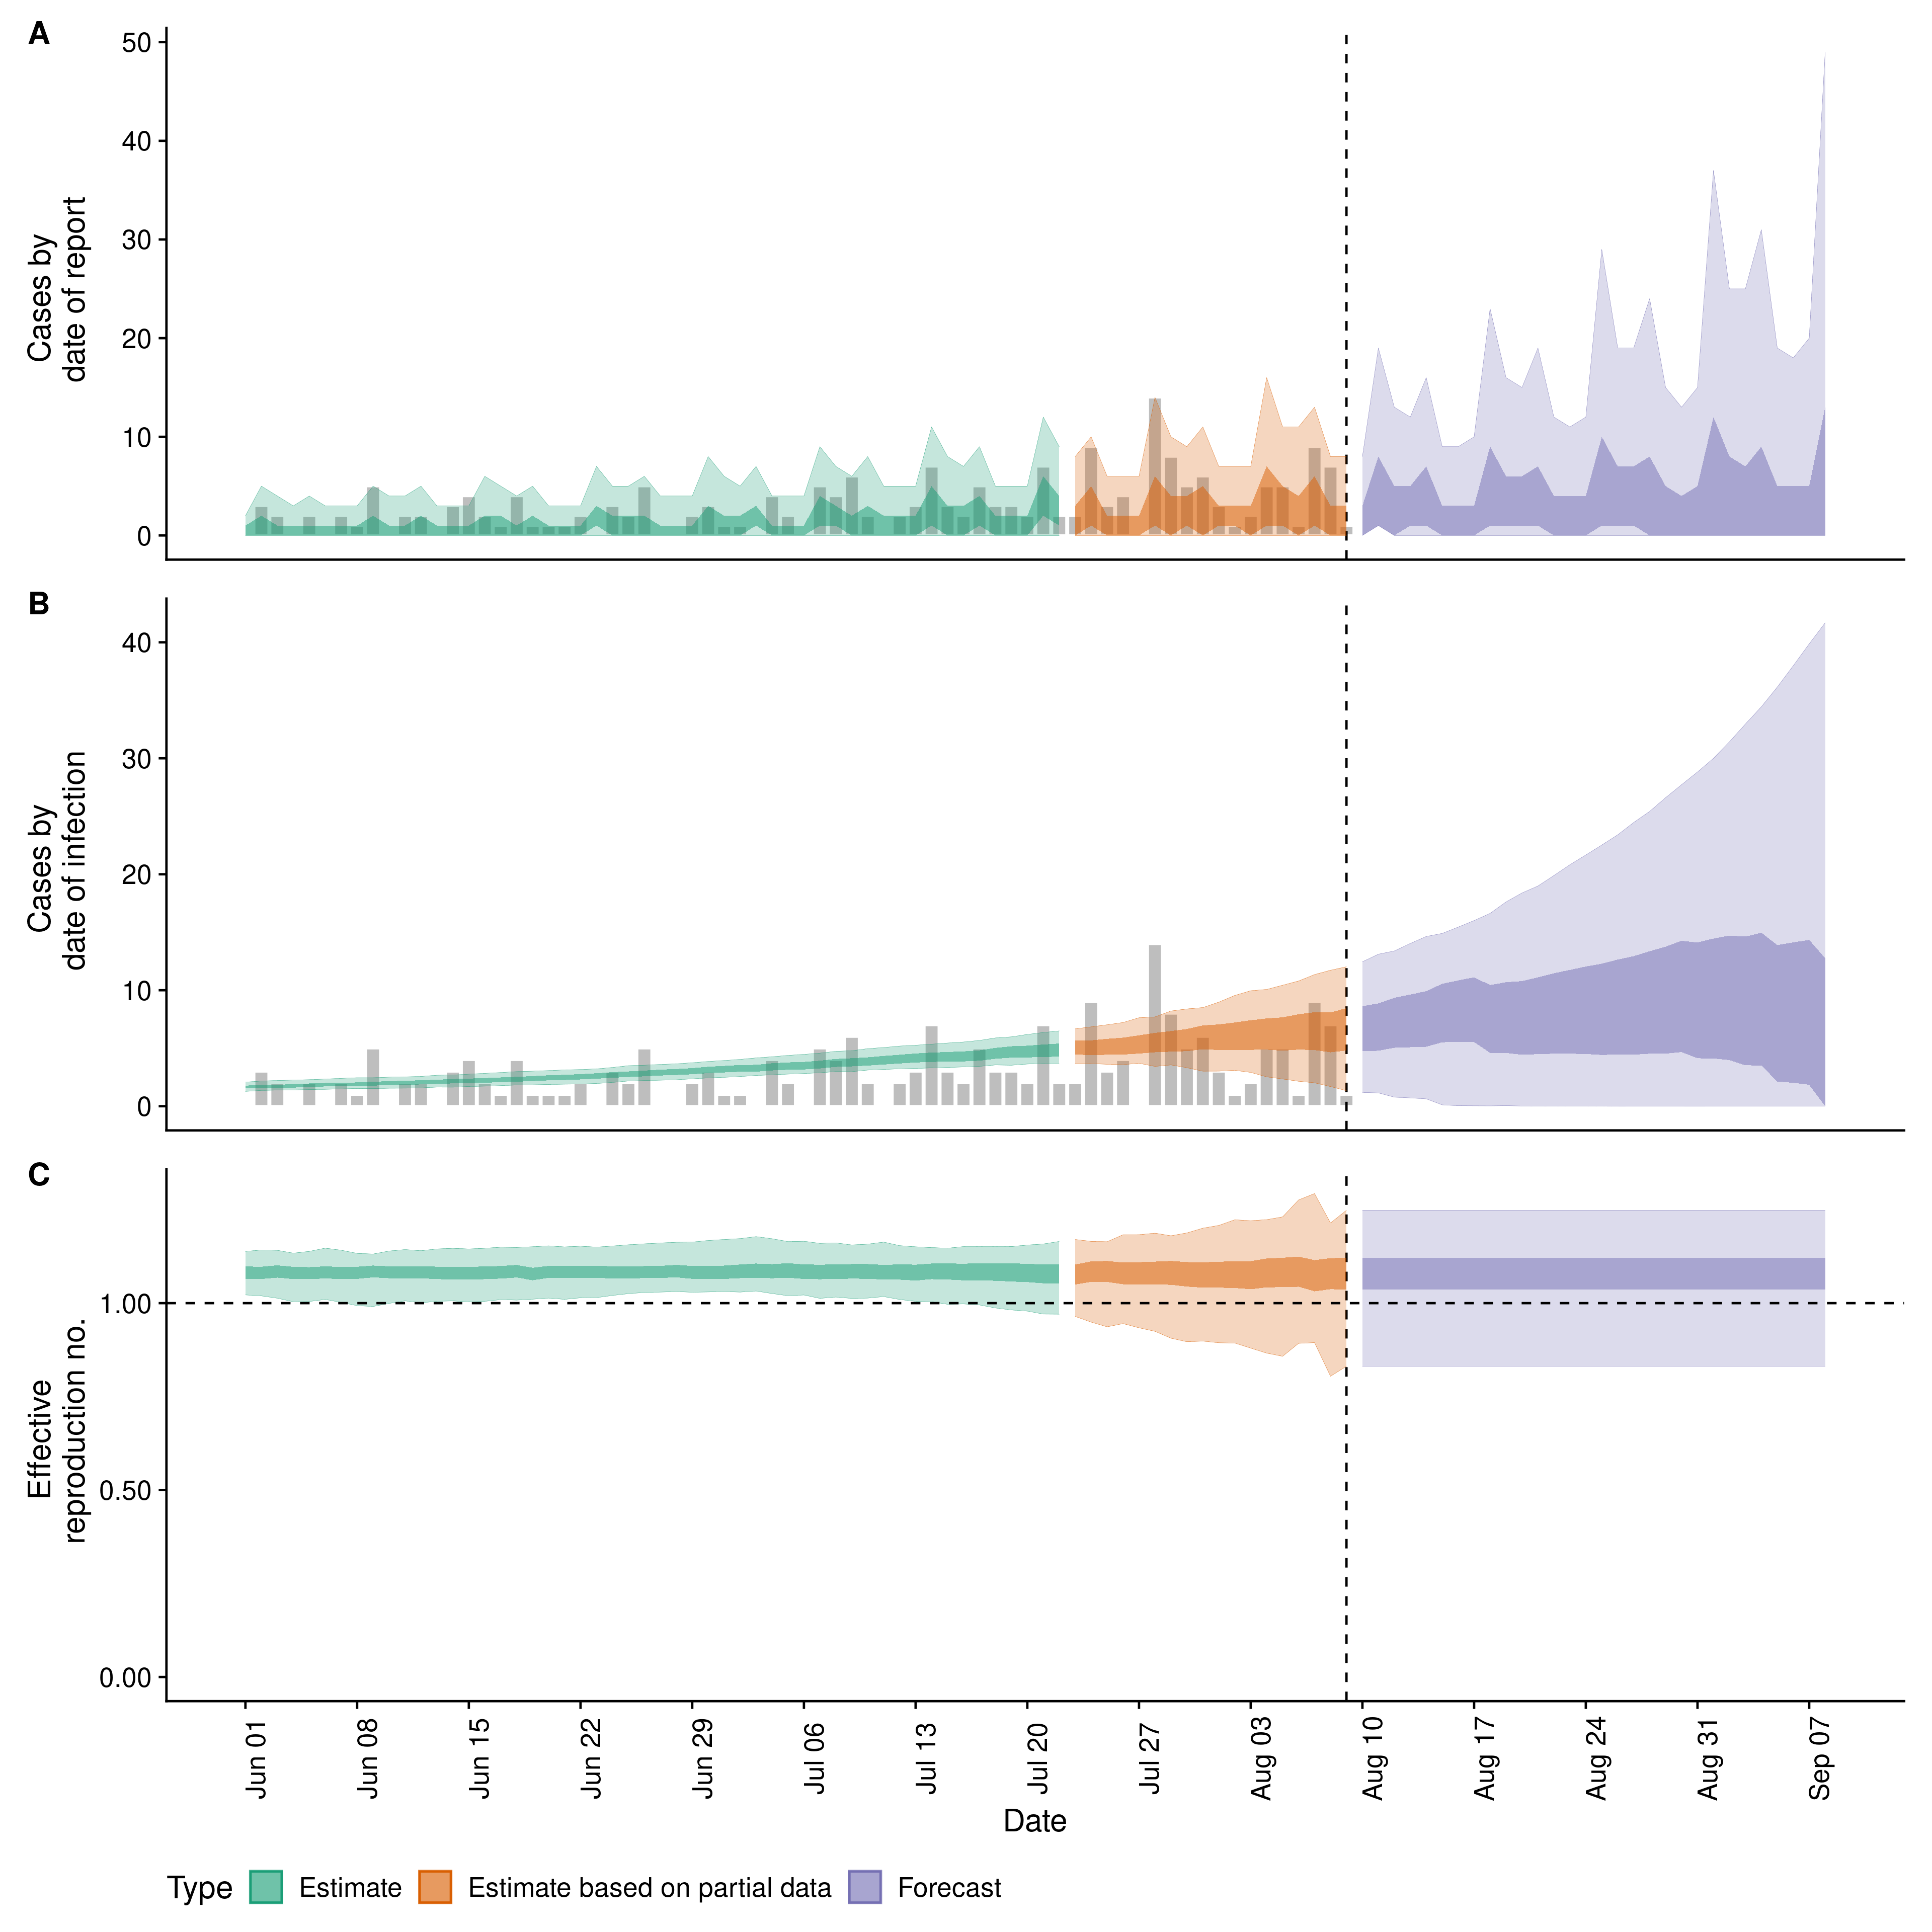 A
50
40
30
20
10
0
Cases by
date of report
B
40
30
20
10
0
Cases by
date of infection
C
1.00
0.50
0.00
Effective
reproduction no.
Jun 01
Jun 08
Jun 15
Jun 22
Jun 29
Jul 06
Jul 13
Jul 20
Jul 27
Aug 03
Aug 10
Aug 17
Aug 24
Aug 31
Sep 07
Date
Type Estimate Estimate based on partial data Forecast